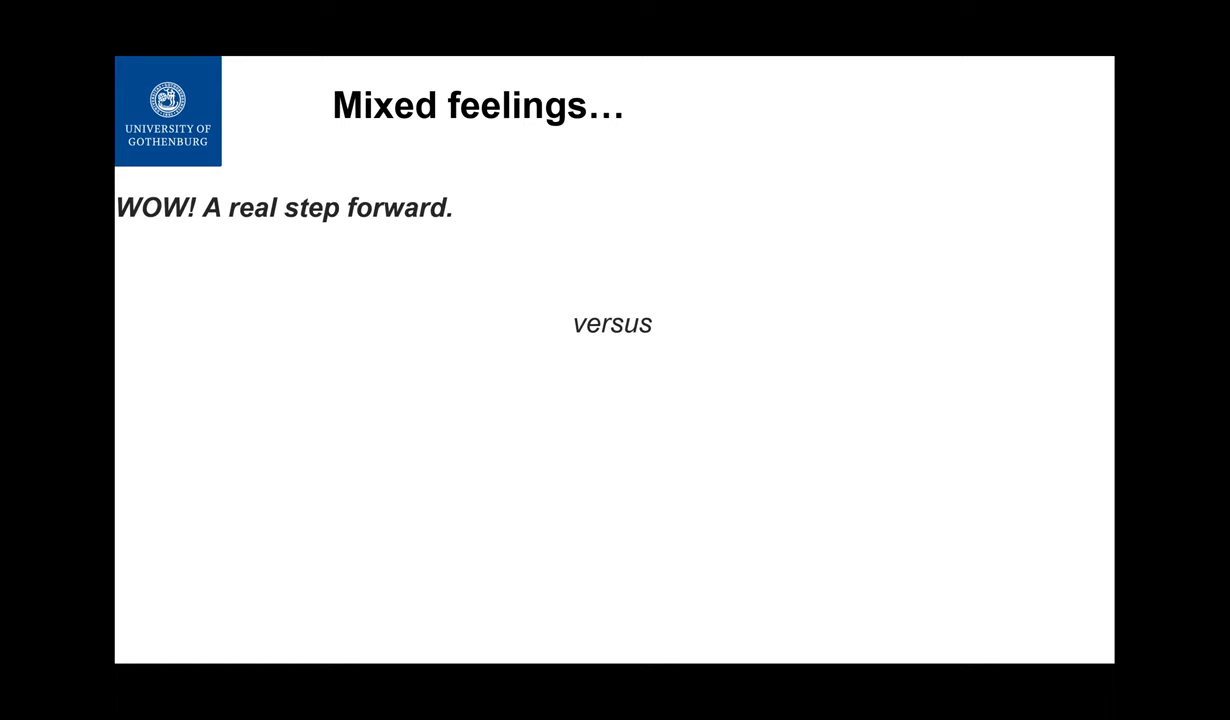 Mixed feelings…
UNIVERSITY OF
GOTHENBURG
WOW! A real step forward.
versus